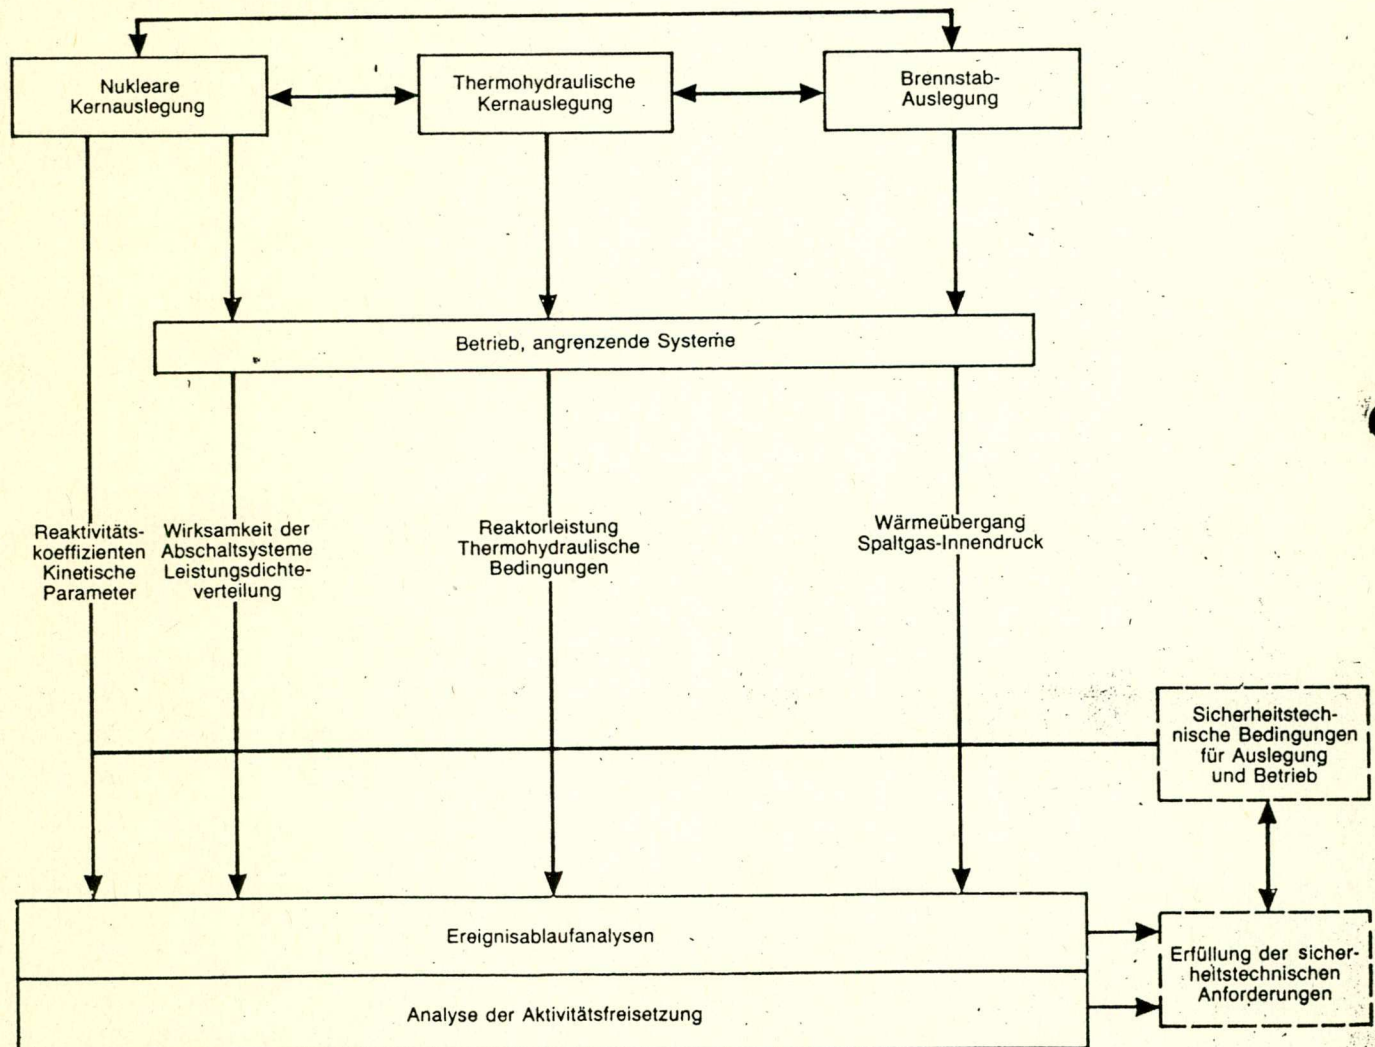 Nukleare
Kernauslegung
Thermohydraulische
Kernauslegung
Brennstab-
Auslegung
Betrieb, angrenzende Systeme
Reaktivitäts-
koeffizienten
Kinetische
Parameter
Wirksamkeit der
Abschaltsysteme
Leistungsdichte-
verteilung
Reaktorleistung
Thermohydraulische
Bedingungen
Wärmeübergang
Spaltgas-Innendruck
Sicherheitstech-
nische Bedingungen
für Auslegung
und Betrieb
Ereignisablaufanalysen
Erfüllung der sicher-
heitstechnischen
Anforderungen
Analyse der Aktivitätsfreisetzung